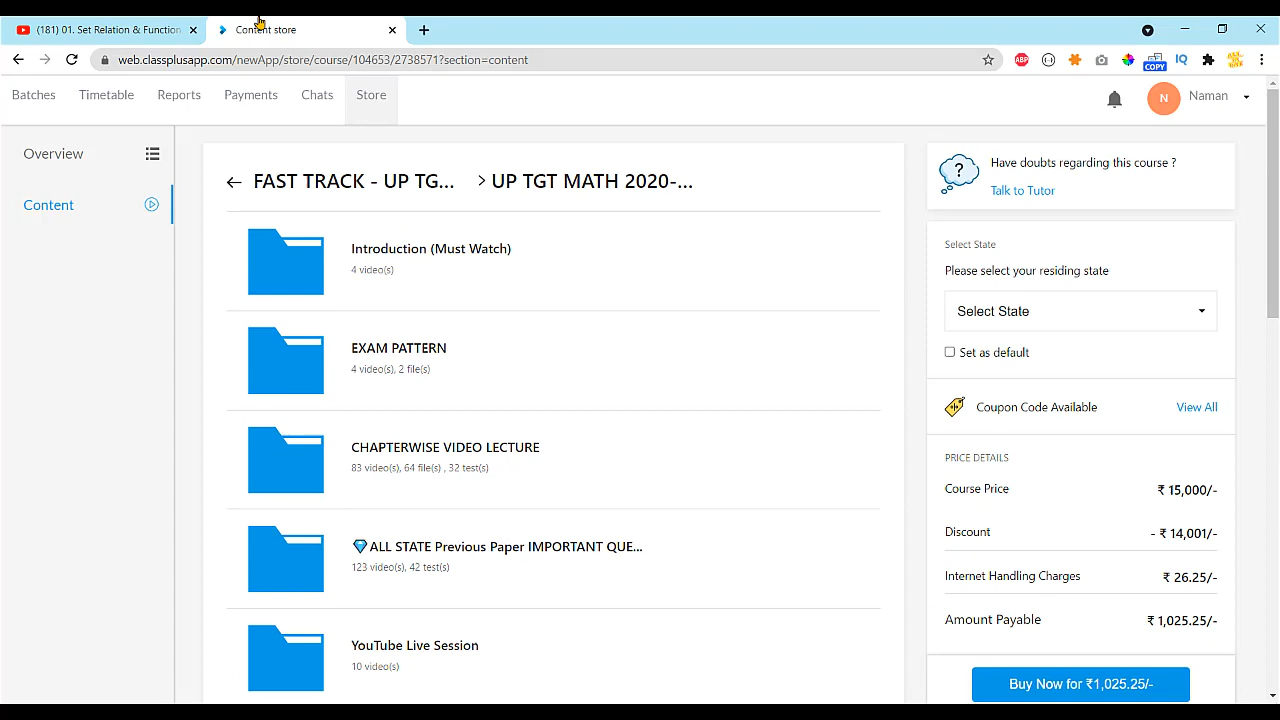 (181) 01. Set Relation & Function
Content store
web.classplusapp.com/newApp/store/course/104653/2738571?section=content
ABP
COPY
IQ
Batches
Timetable
Reports
Payments
Chats
Store
N
Naman
Overview
Content
FAST TRACK - UP TG...
UP TGT MATH 2020-...
Introduction (Must Watch)
4 video(s)
EXAM PATTERN
4 video(s), 2 file(s)
CHAPTERWISE VIDEO LECTURE
83 video(s), 64 file(s) , 32 test(s)
💎ALL STATE Previous Paper IMPORTANT QUE...
123 video(s), 42 test(s)
YouTube Live Session
10 video(s)
?
Have doubts regarding this course ?
Talk to Tutor
Select State
Please select your residing state
Select State
Set as default
Coupon Code Available
View All
PRICE DETAILS
Course Price ₹ 15,000/-
Discount - ₹ 14,001/-
Internet Handling Charges ₹ 26.25/-
Amount Payable ₹ 1,025.25/-
Buy Now for ₹1,025.25/-